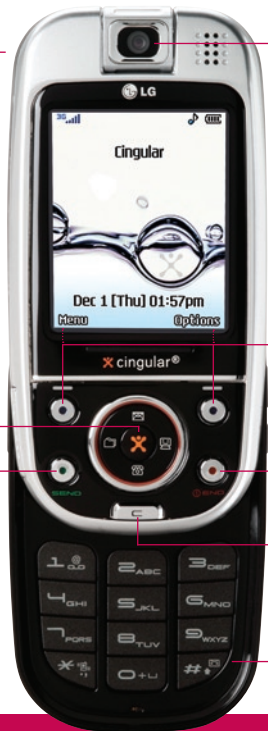 LG
3G
Cingular
Dec 1 [Thu] 01:57pm
Menu Options
cingular®
SEND END
C
1 2ABC 3DEF
4GHI 5JKL 6MNO
7PQRS 8TUV 9WXYZ
* 0+ #